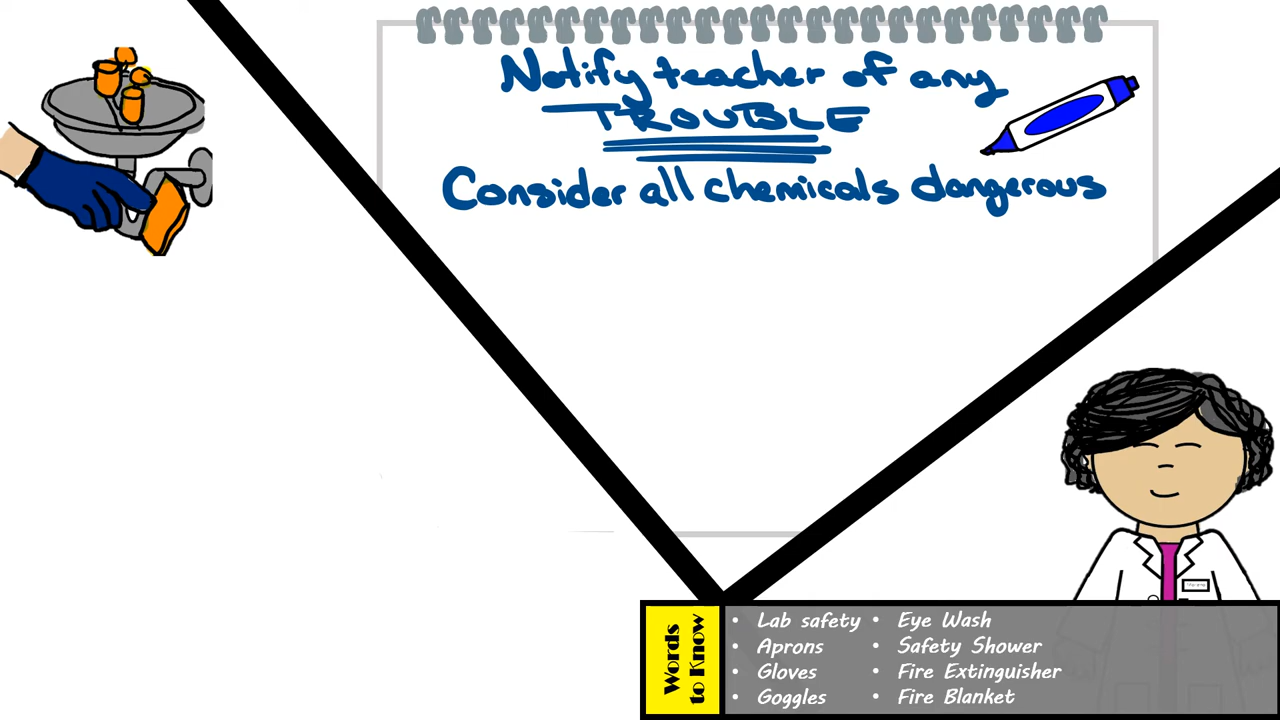 Notify teacher of any
TROUBLE
Consider all chemicals dangerous
Words
to Know
• Lab safety
• Aprons
• Gloves
• Goggles
• Eye Wash
• Safety Shower
• Fire Extinguisher
• Fire Blanket